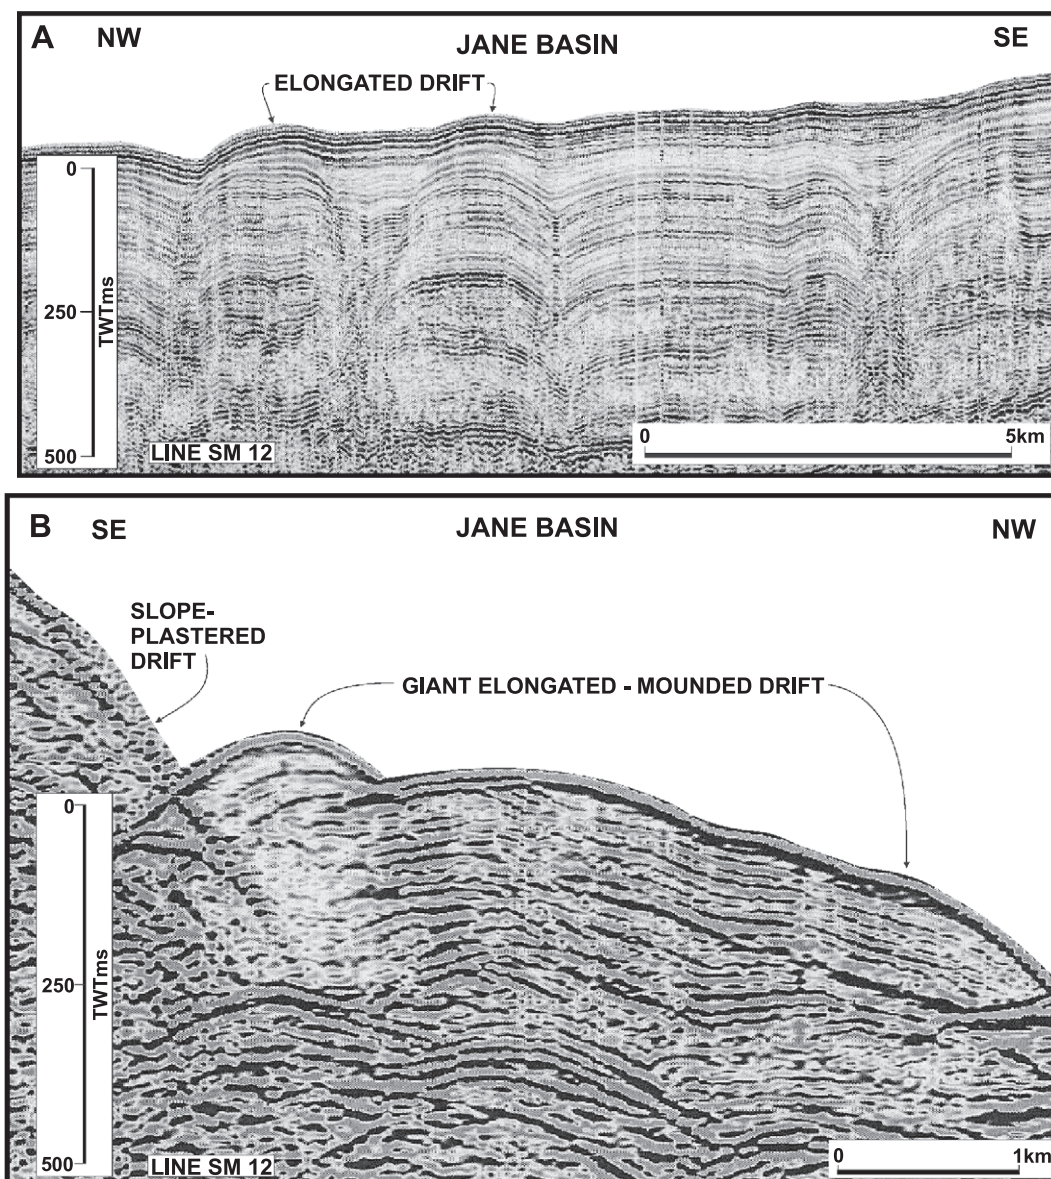 A NW JANE BASIN SE
ELONGATED DRIFT
0
250
TWTms
500
LINE SM 12
0 5km
B SE JANE BASIN NW
SLOPE-
PLASTERED
DRIFT
GIANT ELONGATED - MOUNDED DRIFT
0
250
TWTms
500
LINE SM 12
0 1km